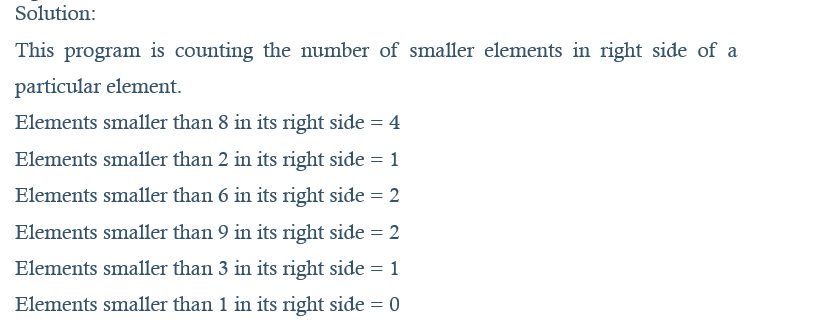 Solution:
This program is counting the number of smaller elements in right side of a
particular element.
Elements smaller than 8 in its right side = 4
Elements smaller than 2 in its right side = 1
Elements smaller than 6 in its right side = 2
Elements smaller than 9 in its right side = 2
Elements smaller than 3 in its right side = 1
Elements smaller than 1 in its right side = 0